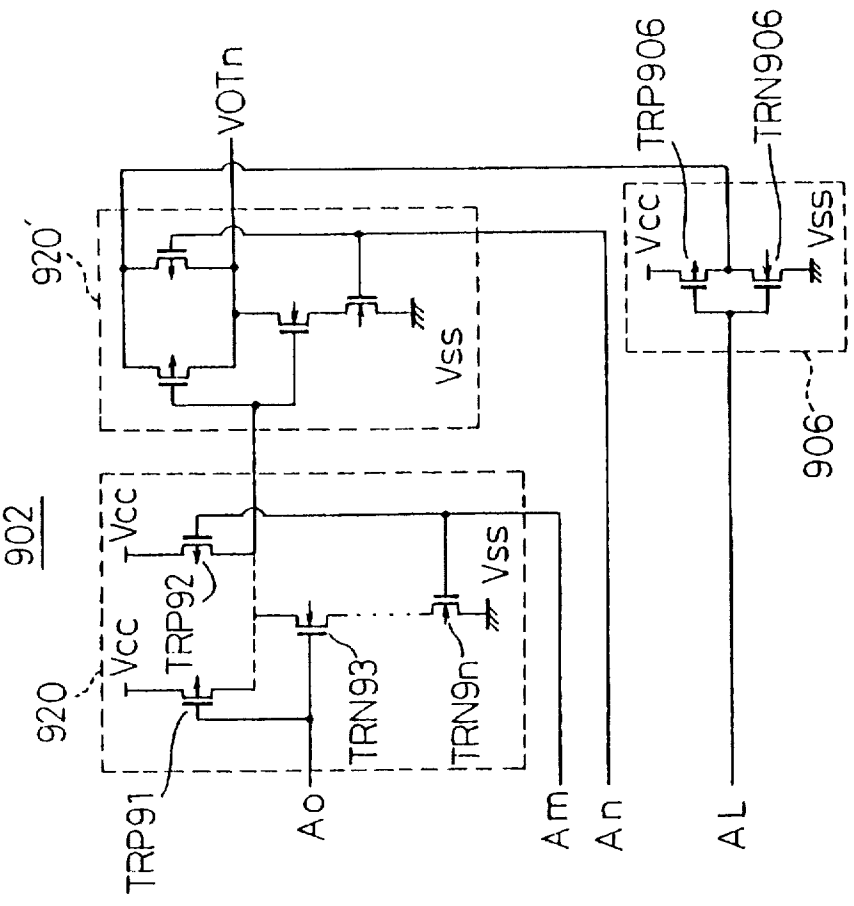 902
920
920'
Vcc
Vcc
TRP91
TRP92
TRN93
TRN9n
Vss
Vss
VOTn
Ao
Am
An
AL
Vcc
Vss
TRP906
TRN906
906